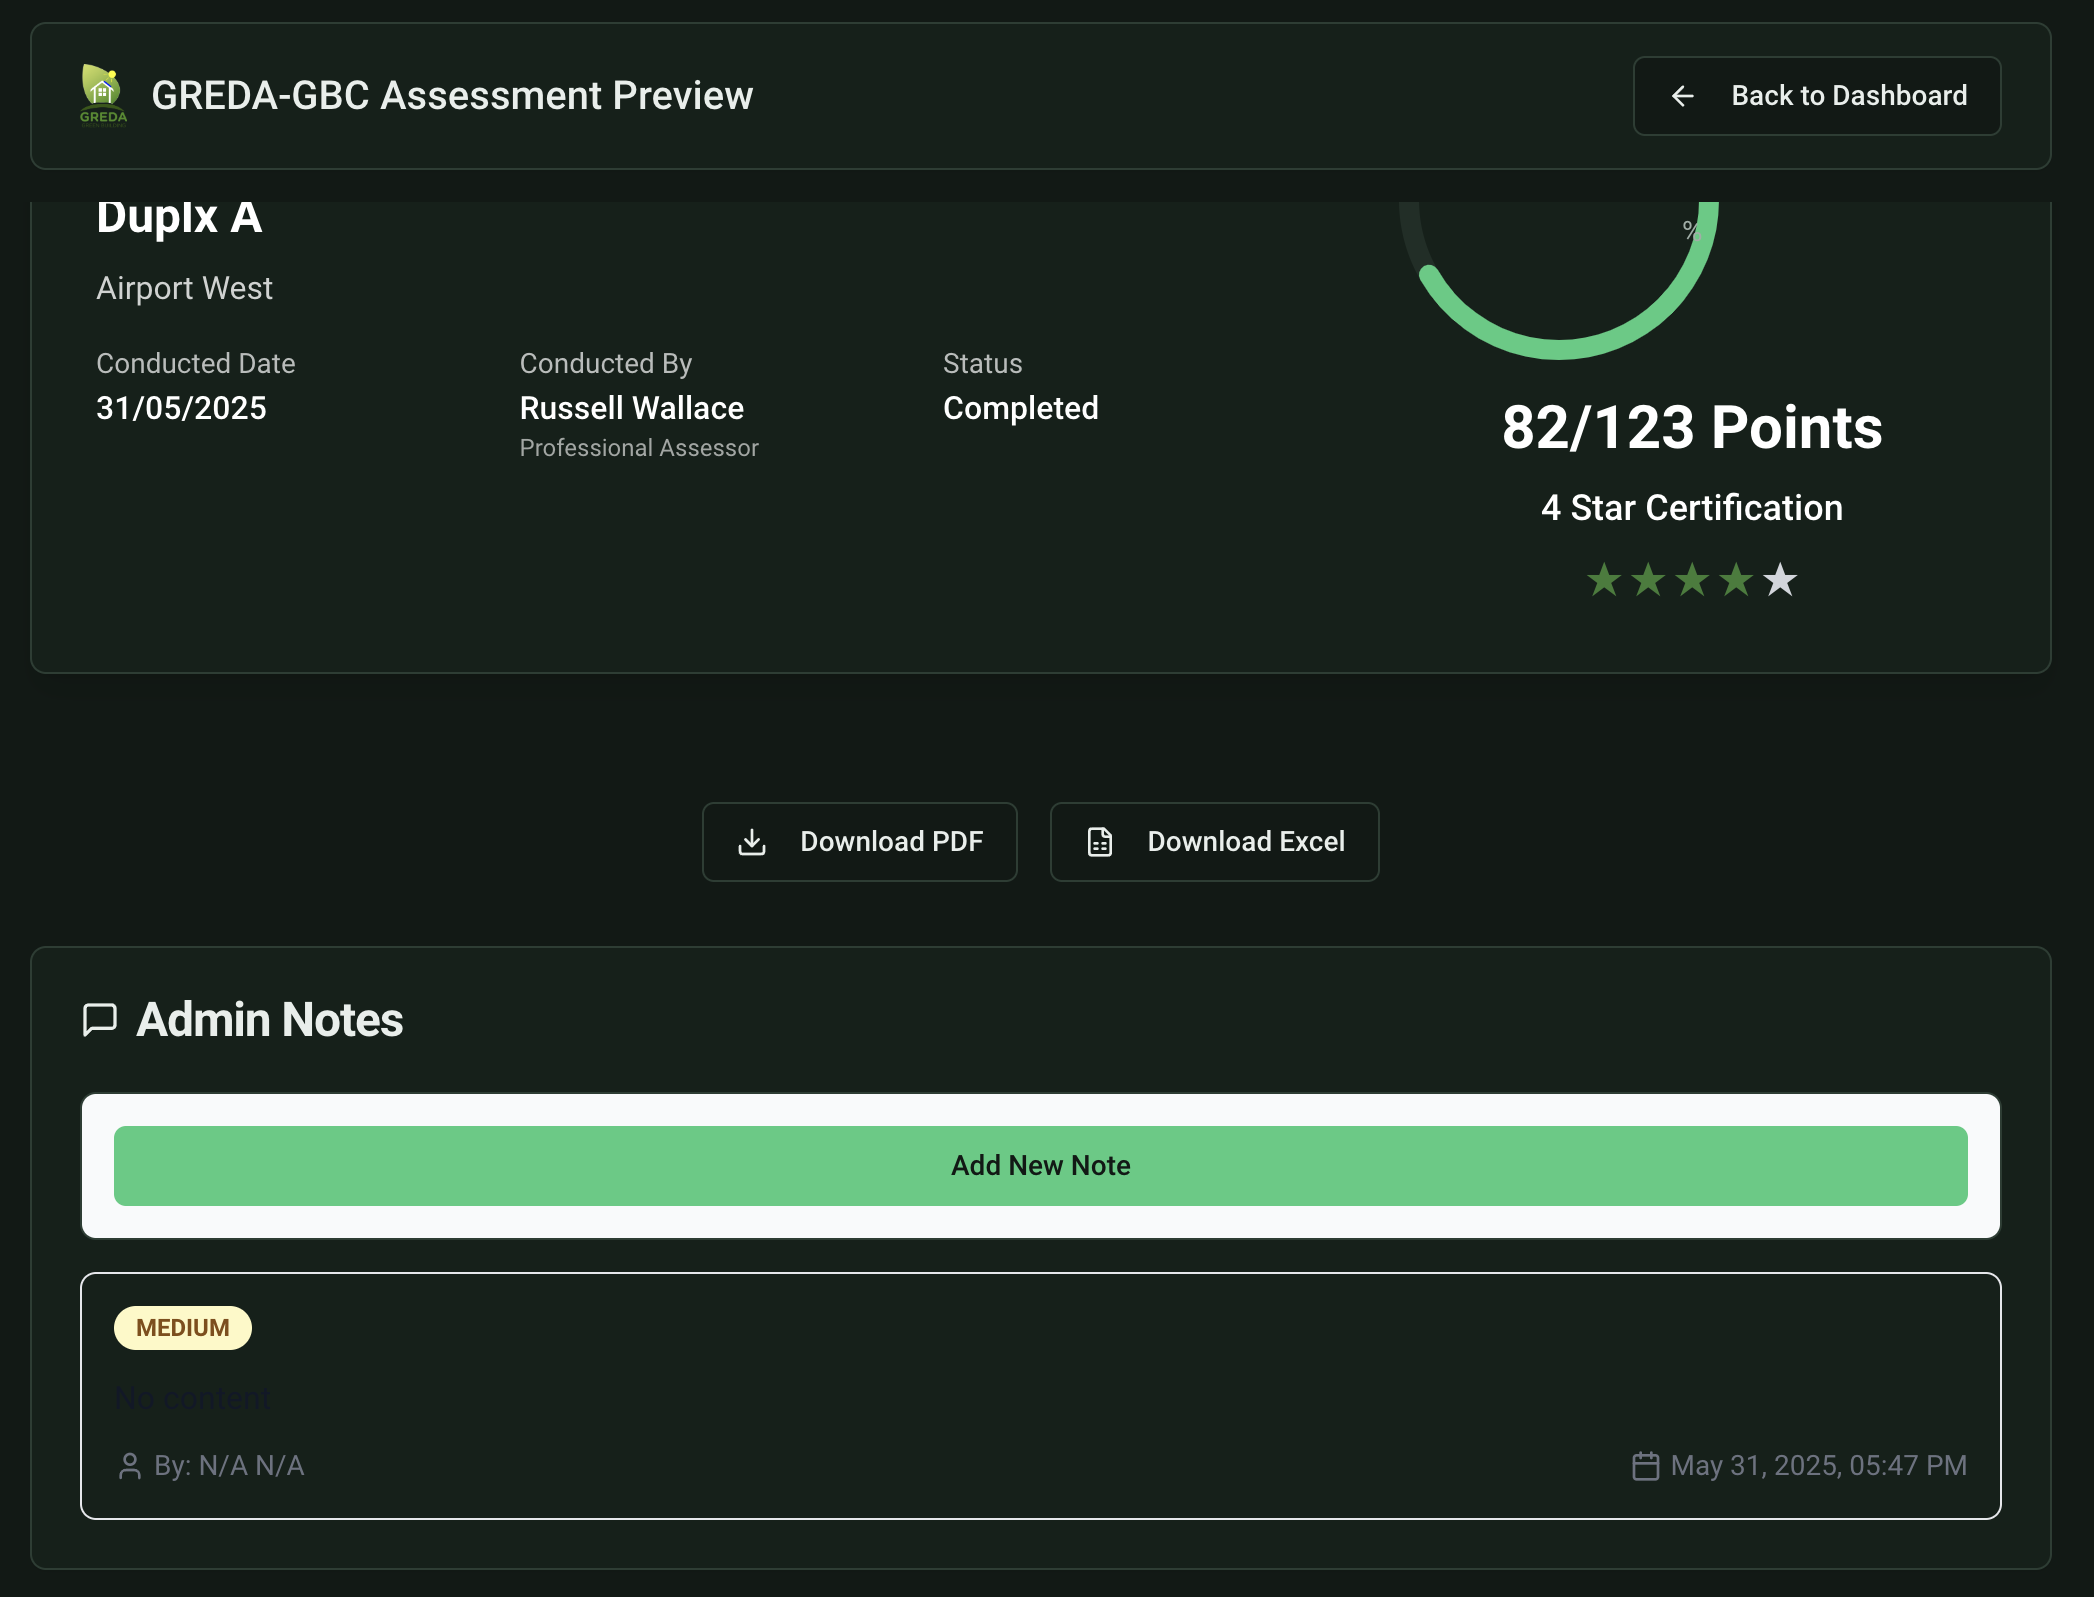 GREDA
GREDA-GBC Assessment Preview
Back to Dashboard
Duplx A
Airport West
%
Conducted Date
31/05/2025
Conducted By
Russell Wallace
Professional Assessor
Status
Completed
82/123 Points
4 Star Certification
Download PDF
Download Excel
Admin Notes
Add New Note
MEDIUM
No content
By: N/A N/A
May 31, 2025, 05:47 PM